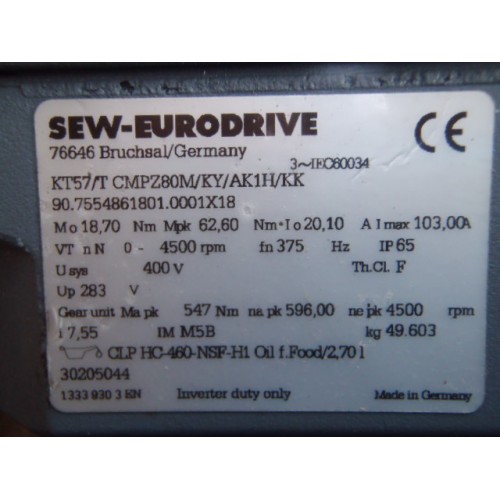 SEW-EURODRIVE CE
76646 Bruchsal/Germany 3~IEC60034
KT57/T CMPZ80M/KY/AK1H/KK
90.7554861801.0001X18
Mo 18,70 Nm Mpk 62,60 Nm•Io 20,10 A Imax 103,00A
VT nN 0 - 4500 rpm fn 375 Hz IP 65
Usys 400 V Th.Cl. F
Up 283 V
Gear unit Ma pk 547 Nm na pk 596,00 ne pk 4500 rpm
i 7,55 IM M5B kg 49.603
CLP HC-460-NSF-H1 Oil f.Food/2,70 l
30205044
1333 930 3 EN Inverter duty only Made in Germany